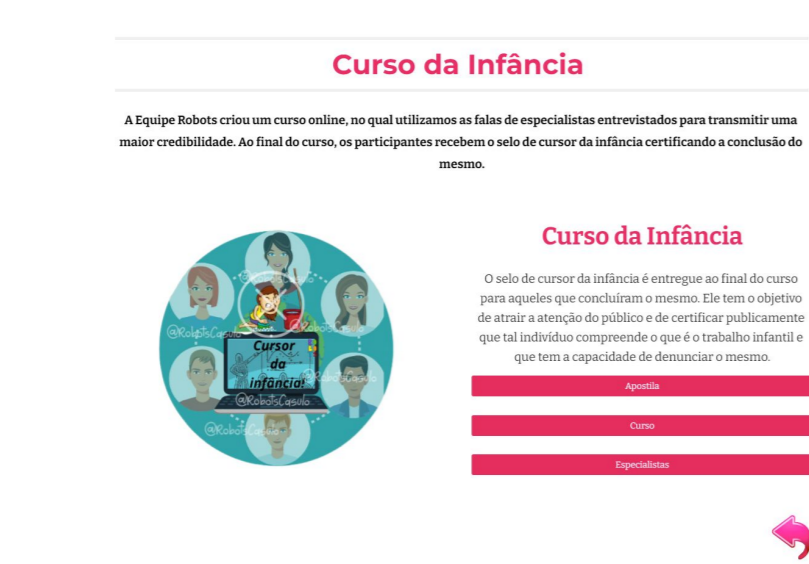 Curso da Infância
A Equipe Robots criou um curso online, no qual utilizamos as falas de especialistas entrevistados para transmitir uma
maior credibilidade. Ao final do curso, os participantes recebem o selo de cursor da infância certificando a conclusão do
mesmo.
Curso da Infância
O selo de cursor da infância é entregue ao final do curso
para aqueles que concluíram o mesmo. Ele tem o objetivo
de atrair a atenção do público e de certificar publicamente
que tal indivíduo compreende o que é o trabalho infantil e
que tem a capacidade de denunciar o mesmo.
Apostila
Curso
Especialistas
@RobotsCasulo
Cursor
da
infância!
@RobotsCasulo